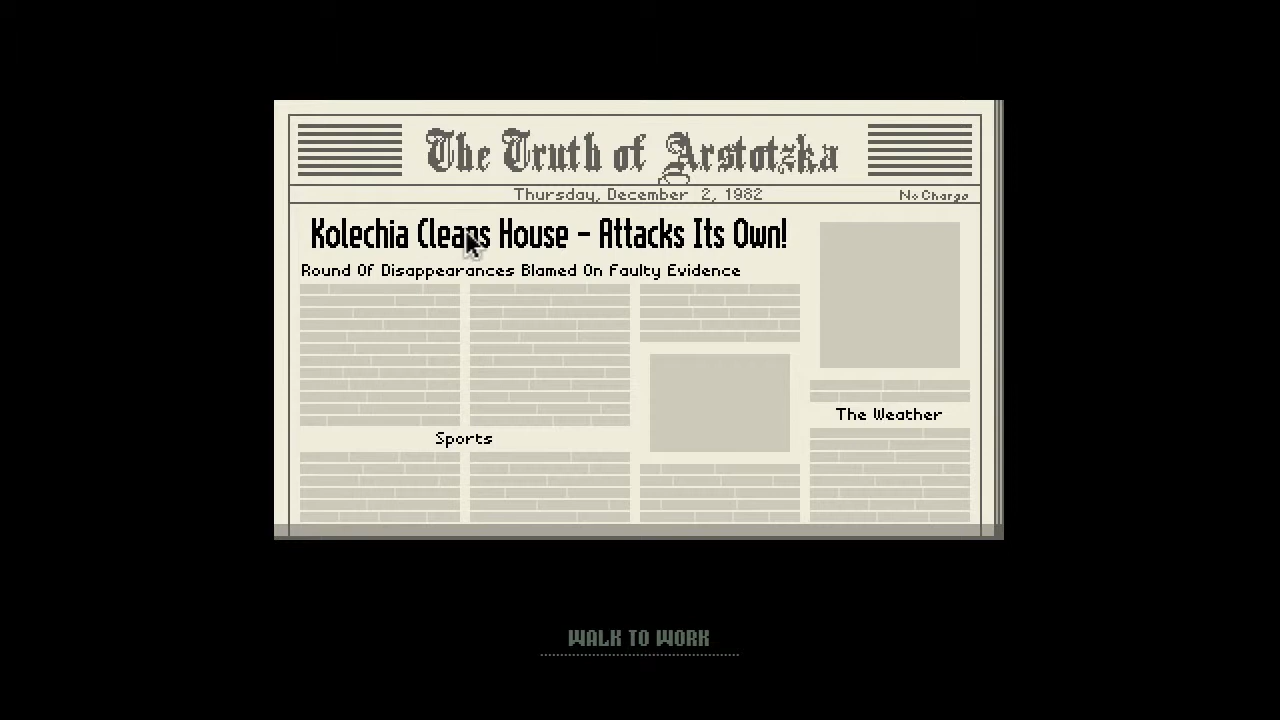 The Truth of Arstotzka
Thursday, December 2, 1982
No Charge
Kolechia Cleans House – Attacks Its Own!
Round Of Disappearances Blamed On Faulty Evidence
Sports
The Weather
WALK TO WORK